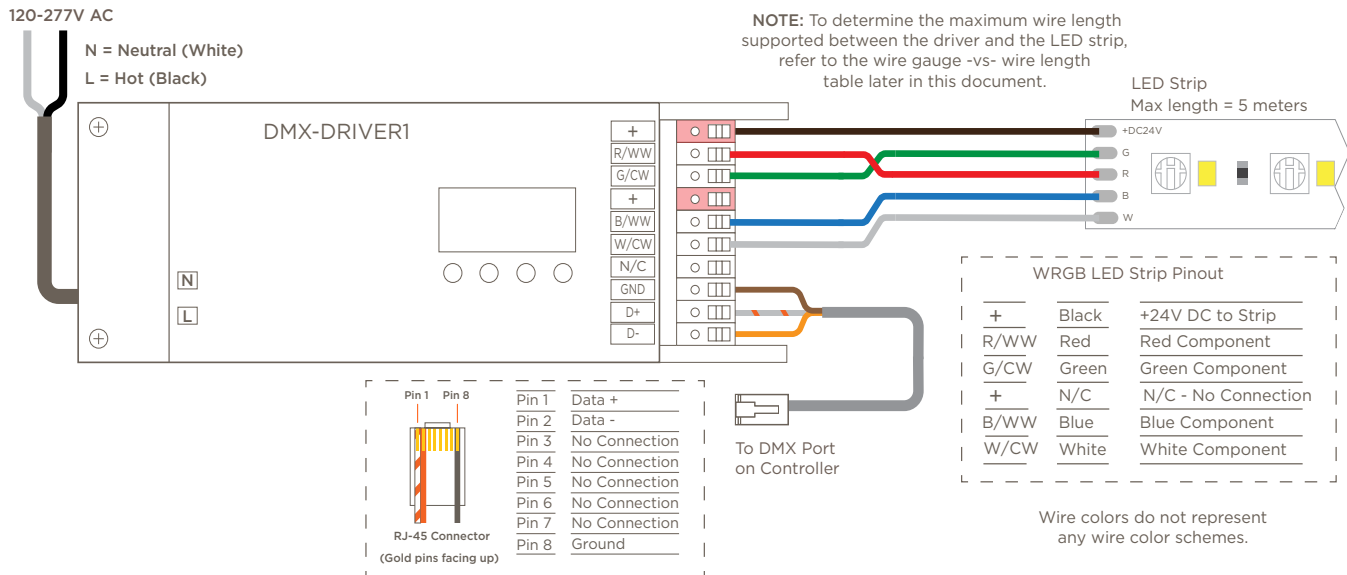 120-277V AC
N = Neutral (White)
L = Hot (Black)
NOTE: To determine the maximum wire length
supported between the driver and the LED strip,
refer to the wire gauge -vs- wire length
table later in this document.
LED Strip
Max length = 5 meters
DMX-DRIVER1
N
L
+
R/WW
G/CW
+
B/WW
W/CW
N/C
GND
D+
D-
+DC24V
G
R
B
W
WRGB LED Strip Pinout
+ Black +24V DC to Strip
R/WW Red Red Component
G/CW Green Green Component
+ N/C N/C - No Connection
B/WW Blue Blue Component
W/CW White White Component
Pin 1 Pin 8
RJ-45 Connector
(Gold pins facing up)
Pin 1 Data +
Pin 2 Data -
Pin 3 No Connection
Pin 4 No Connection
Pin 5 No Connection
Pin 6 No Connection
Pin 7 No Connection
Pin 8 Ground
To DMX Port
on Controller
Wire colors do not represent
any wire color schemes.